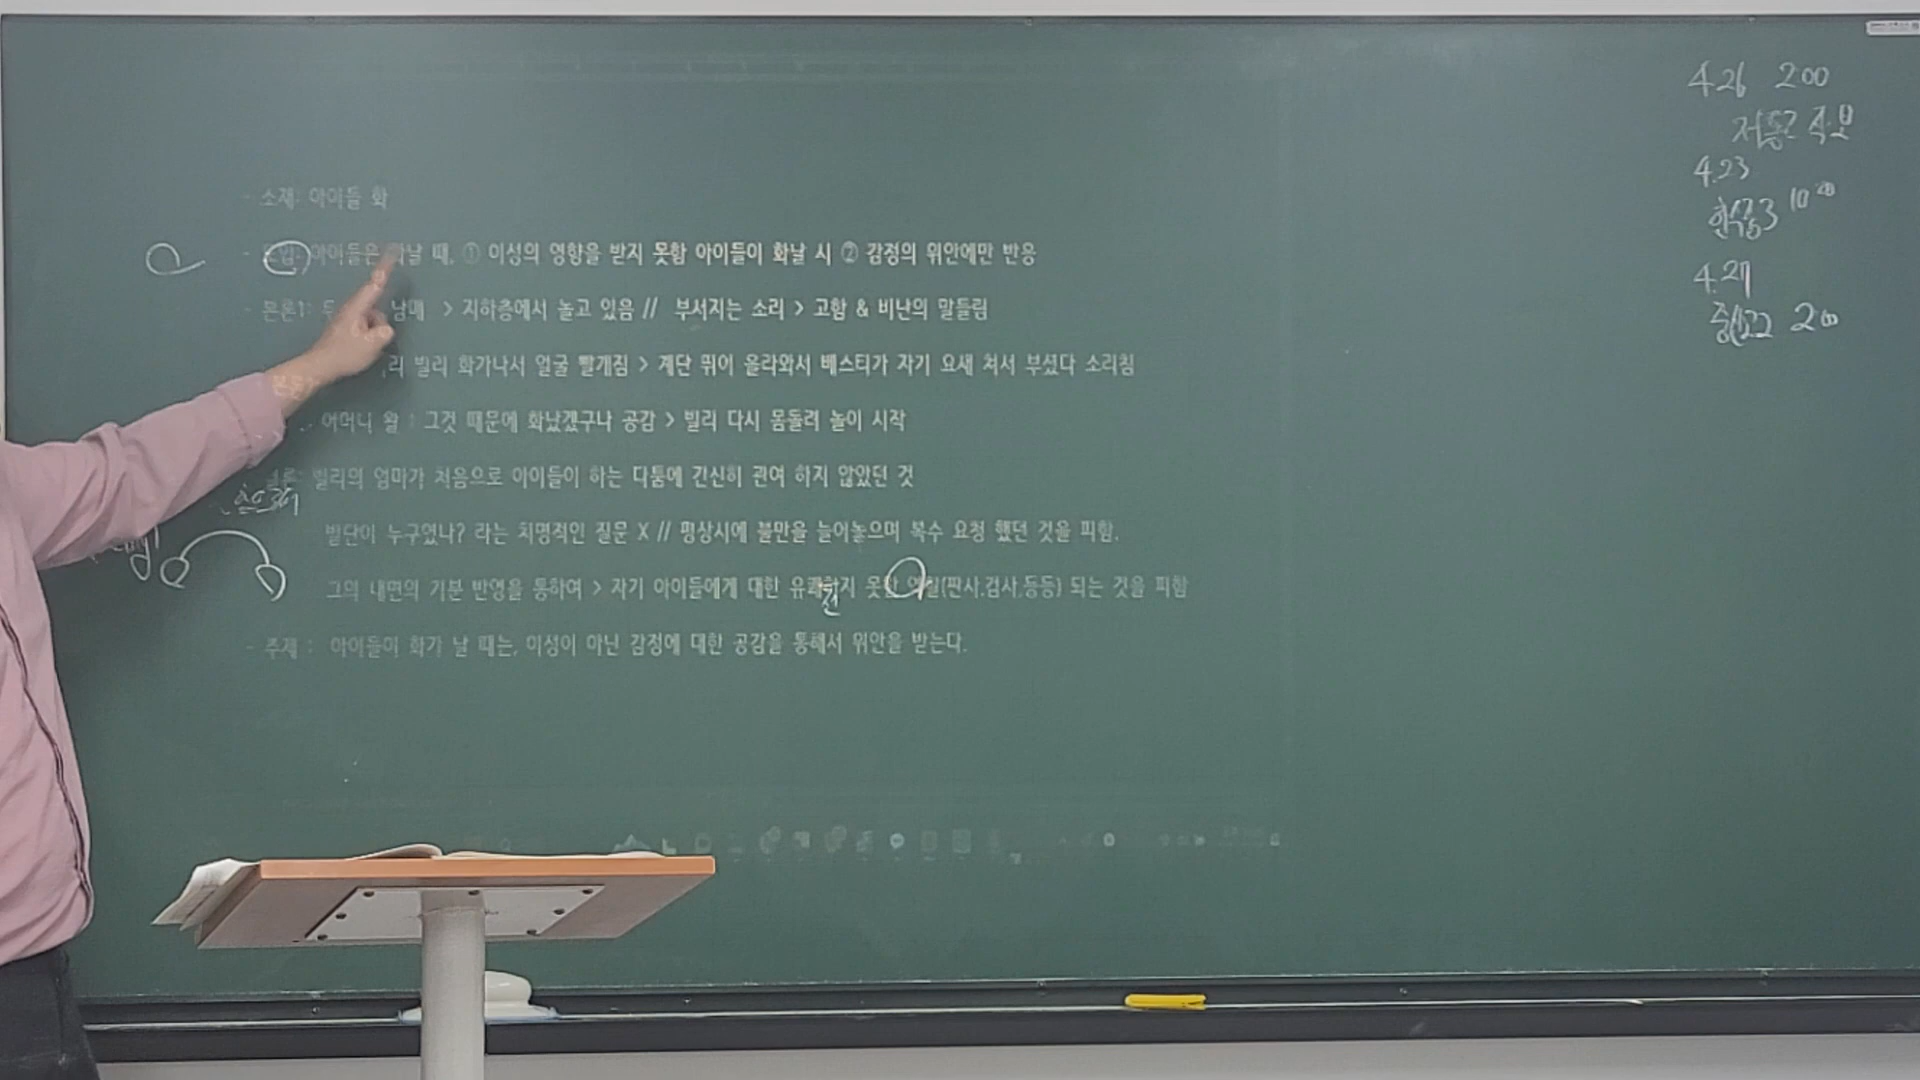 - 소재: 아이들 화
- 도입: 아이들은 화날 때, ① 이성의 영향을 받지 못함 아이들이 화날 시 ② 감정의 위안에만 반응
- 본론1: 남매 > 지하층에서 놀고 있음 // 부서지는 소리 > 고함 & 비난의 말들림
빌리 화가나서 얼굴 빨개짐 > 계단 뛰이 올라와서 베스티가 자기 요새 쳐서 부셨다 소리침
어머니 왈 : 그것 때문에 화났겠구나 공감 > 빌리 다시 몸돌려 놀이 시작
빌리의 엄마가 처음으로 아이들이 하는 다툼에 간신히 관여 하지 않았던 것
발단이 누구였나? 라는 치명적인 질문 X // 평상시에 불만을 늘어놓으며 복수 요청 했던 것을 피함.
그의 내면의 기분 반영을 통하여 > 자기 아이들에게 대한 유쾌하지 못한 역할(판사.검사.등등) 되는 것을 피함
- 주제 : 아이들이 화가 날 때는, 이성이 아닌 감정에 대한 공감을 통해서 위안을 받는다.
4.26 200
4.23
4.27